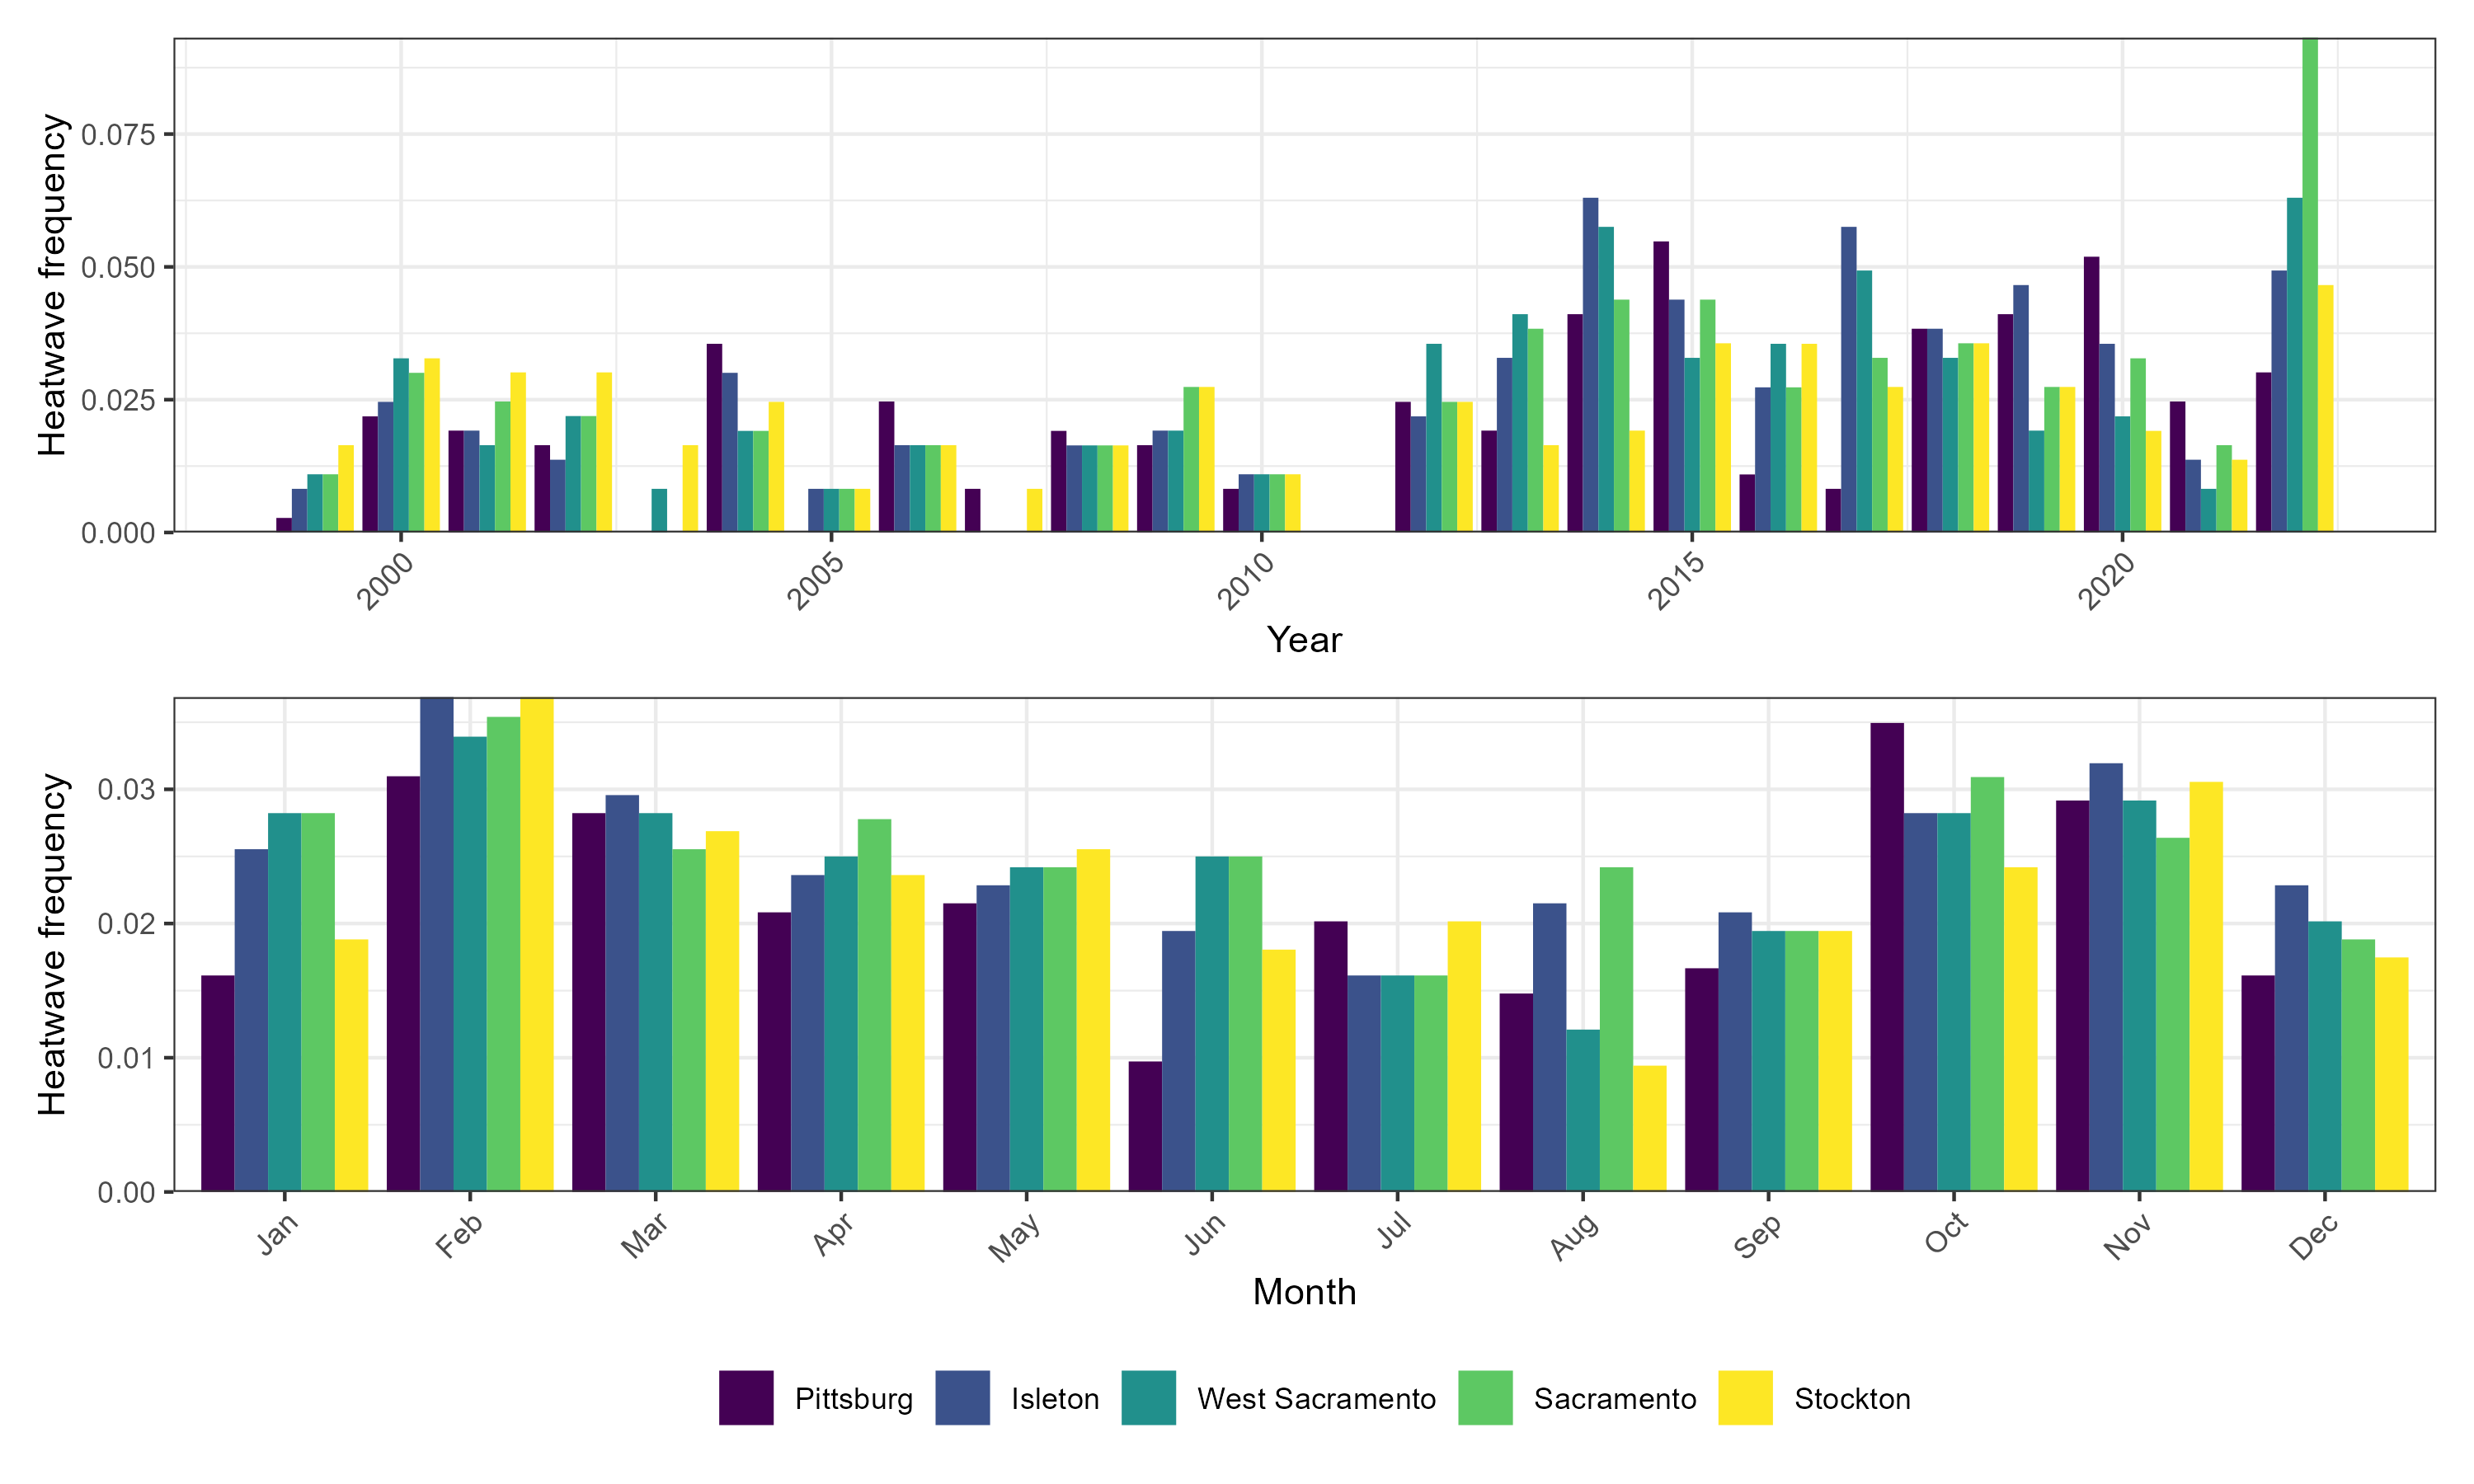 Heatwave frequency
0.075
0.050
0.025
0.000
2000 2005 2010 2015 2020
Year
Heatwave frequency
0.03
0.02
0.01
0.00
Jan Feb Mar Apr May Jun Jul Aug Sep Oct Nov Dec
Month
Pittsburg Isleton West Sacramento Sacramento Stockton